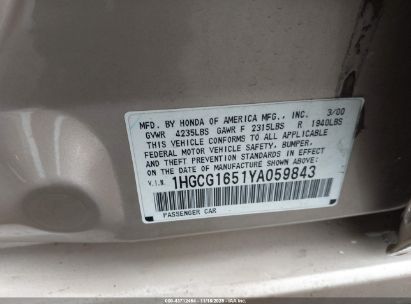 MFD. BY HONDA OF AMERICA MFG., INC. 3/00
GVWR 4235LBS GAWR F 2315LBS R 1940LBS
THIS VEHICLE CONFORMS TO ALL APPLICABLE
FEDERAL MOTOR VEHICLE SAFETY, BUMPER,
AND THEFT PREVENTION STANDARDS IN EFFECT
ON THE DATE OF MANUFACTURE SHOWN ABOVE:
V.I.N. 1HGCG1651YA059843
PASSENGER CAR